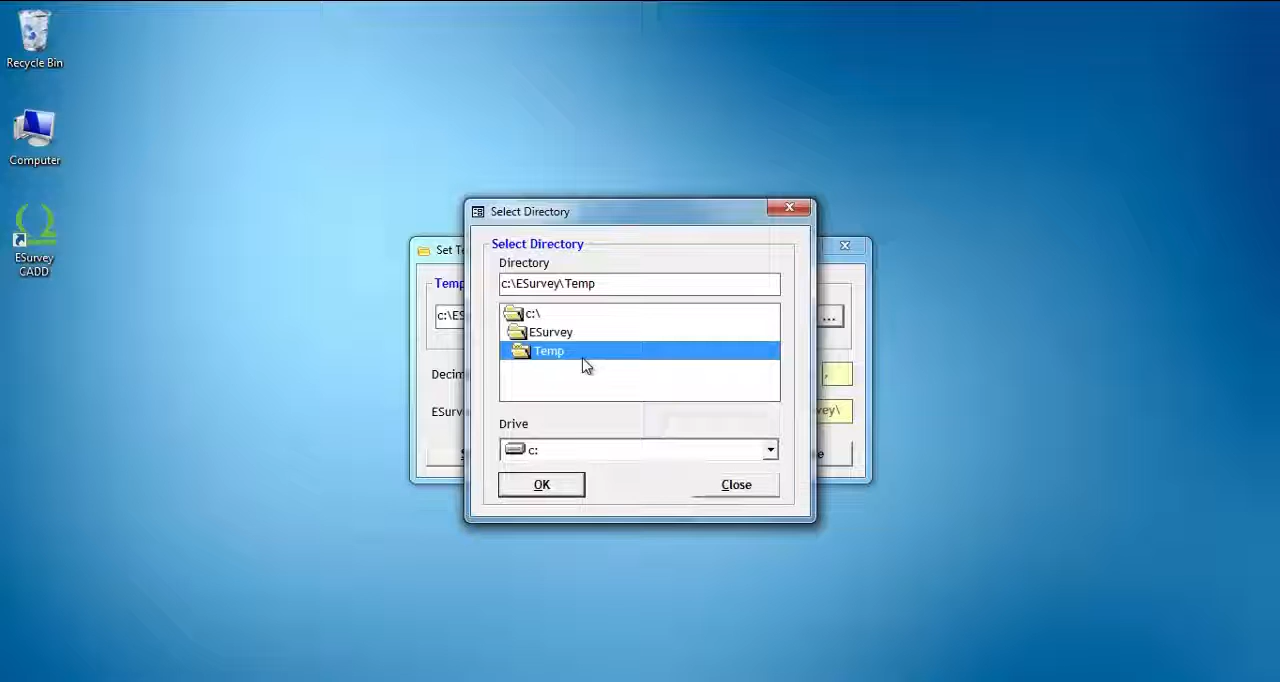 Recycle Bin
Computer
ESurvey
CADD
Select Directory
Select Directory
Directory
c:\ESurvey\Temp
c:\
ESurvey
Temp
Drive
c:
OK
Close
Set Te
Temp
c:\ES
...
Decim
,
ESurv
vey\
S
e